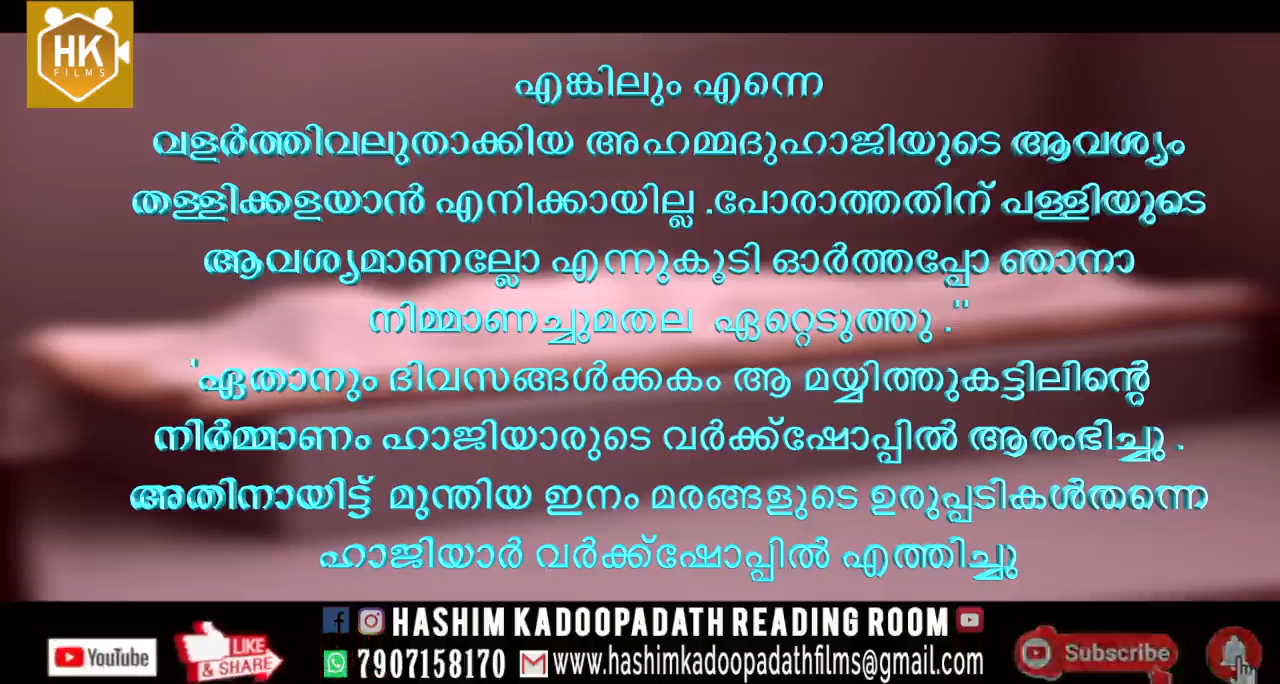 HK
FILMS
എങ്കിലും എന്നെ
വളർത്തിവലുതാക്കിയ അഹമ്മദുഹാജിയുടെ ആവശ്യം
തള്ളിക്കളയാൻ എനിക്കായില്ല .പോരാത്തതിന് പള്ളിയുടെ
ആവശ്യമാണല്ലോ എന്നുകൂടി ഓർത്തപ്പോ ഞാനാ
നിമ്മാണച്ചുമതല ഏറ്റെടുത്തു ."
'ഏതാനും ദിവസങ്ങൾക്കകം ആ മയ്യിത്തുകട്ടിലിന്റെ
നിർമ്മാണം ഹാജിയാരുടെ വർക്ക്ഷോപ്പിൽ ആരംഭിച്ചു .
അതിനായിട്ട് മുന്തിയ ഇനം മരങ്ങളുടെ ഉരുപ്പടികൾതന്നെ
ഹാജിയാർ വർക്ക്ഷോപ്പിൽ എത്തിച്ചു
HASHIM KADOOPADATH READING ROOM
7907158170 www.hashimkadoopadathfilms@gmail.com
YouTube
LIKE
& SHARE
Subscribe